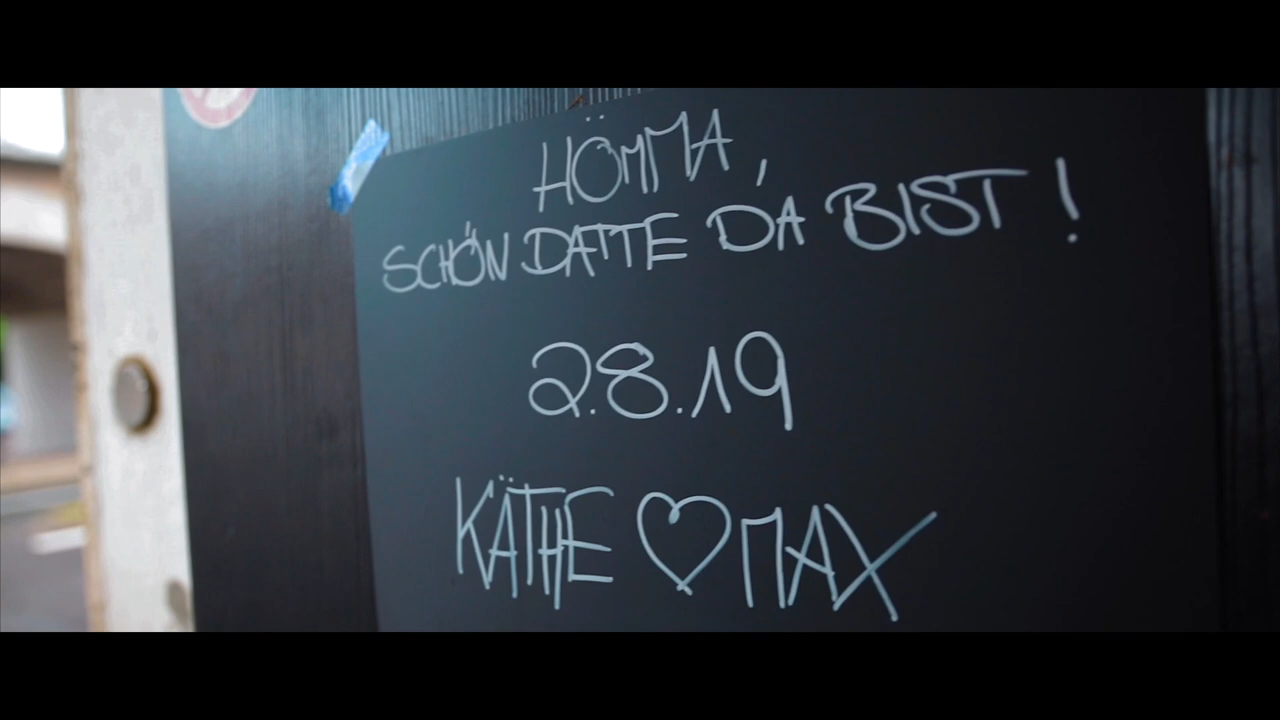 HÖMMA,
SCHÖN DATTE DA BIST!
2.8.19
KÄTHE ♡ MAX